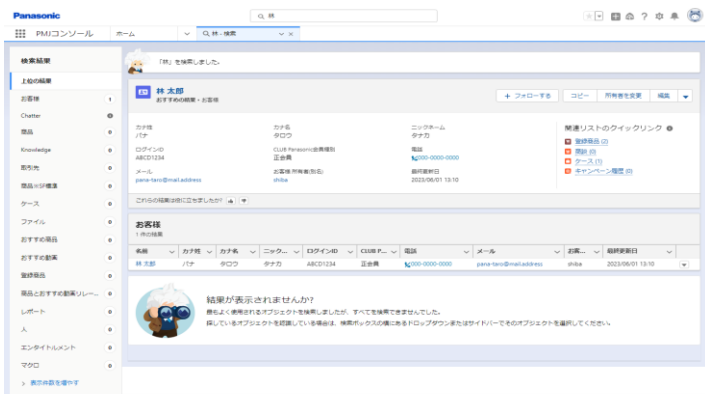 Panasonic
林
PMJコンソール
ホーム
林 - 検索
検索結果
「林」を検索しました。
上位の結果
お客様 1
Chatter
商品 0
Knowledge 0
取引先 0
ケース 0
ファイル 0
おすすめ商品 0
おすすめ動画 0
登録商品 0
商品とおすすめ動画リレー... 0
レポート 0
人 0
エンタイトルメント 0
マクロ 0
表示件数を増やす
林 太郎
おすすめの結果・お客様
+ フォローする
コピー
所有者を変更
編集
カナ姓
パナ
カナ名
タロウ
ニックネーム
タナカ
ログインID
ABCD1234
CLUB Panasonic会員種別
正会員
電話
000-0000-0000
メール
pana-taro@mail.address
お客様 所有者(別名)
shiba
最終更新日
2023/06/01 13:10
関連リストのクイックリンク
登録商品 (2)
商談 (0)
ケース (1)
キャンペーン履歴 (0)
これらの結果は役に立ちましたか?
お客様
1 件の結果
名前 カナ姓 カナ名 ニック... ログインID CLUB P... 電話 メール お客... 最終更新日
林 太郎 パナ タロウ タナカ ABCD1234 正会員 000-0000-0000 pana-taro@mail.address shiba 2023/06/01 13:10
結果が表示されませんか?
最もよく使用されるオブジェクトを検索しましたが、すべてを検索できませんでした。
探しているオブジェクトを認識している場合は、検索ボックスの横にあるドロップダウンまたはサイドバーでそのオブジェクトを選択してください。